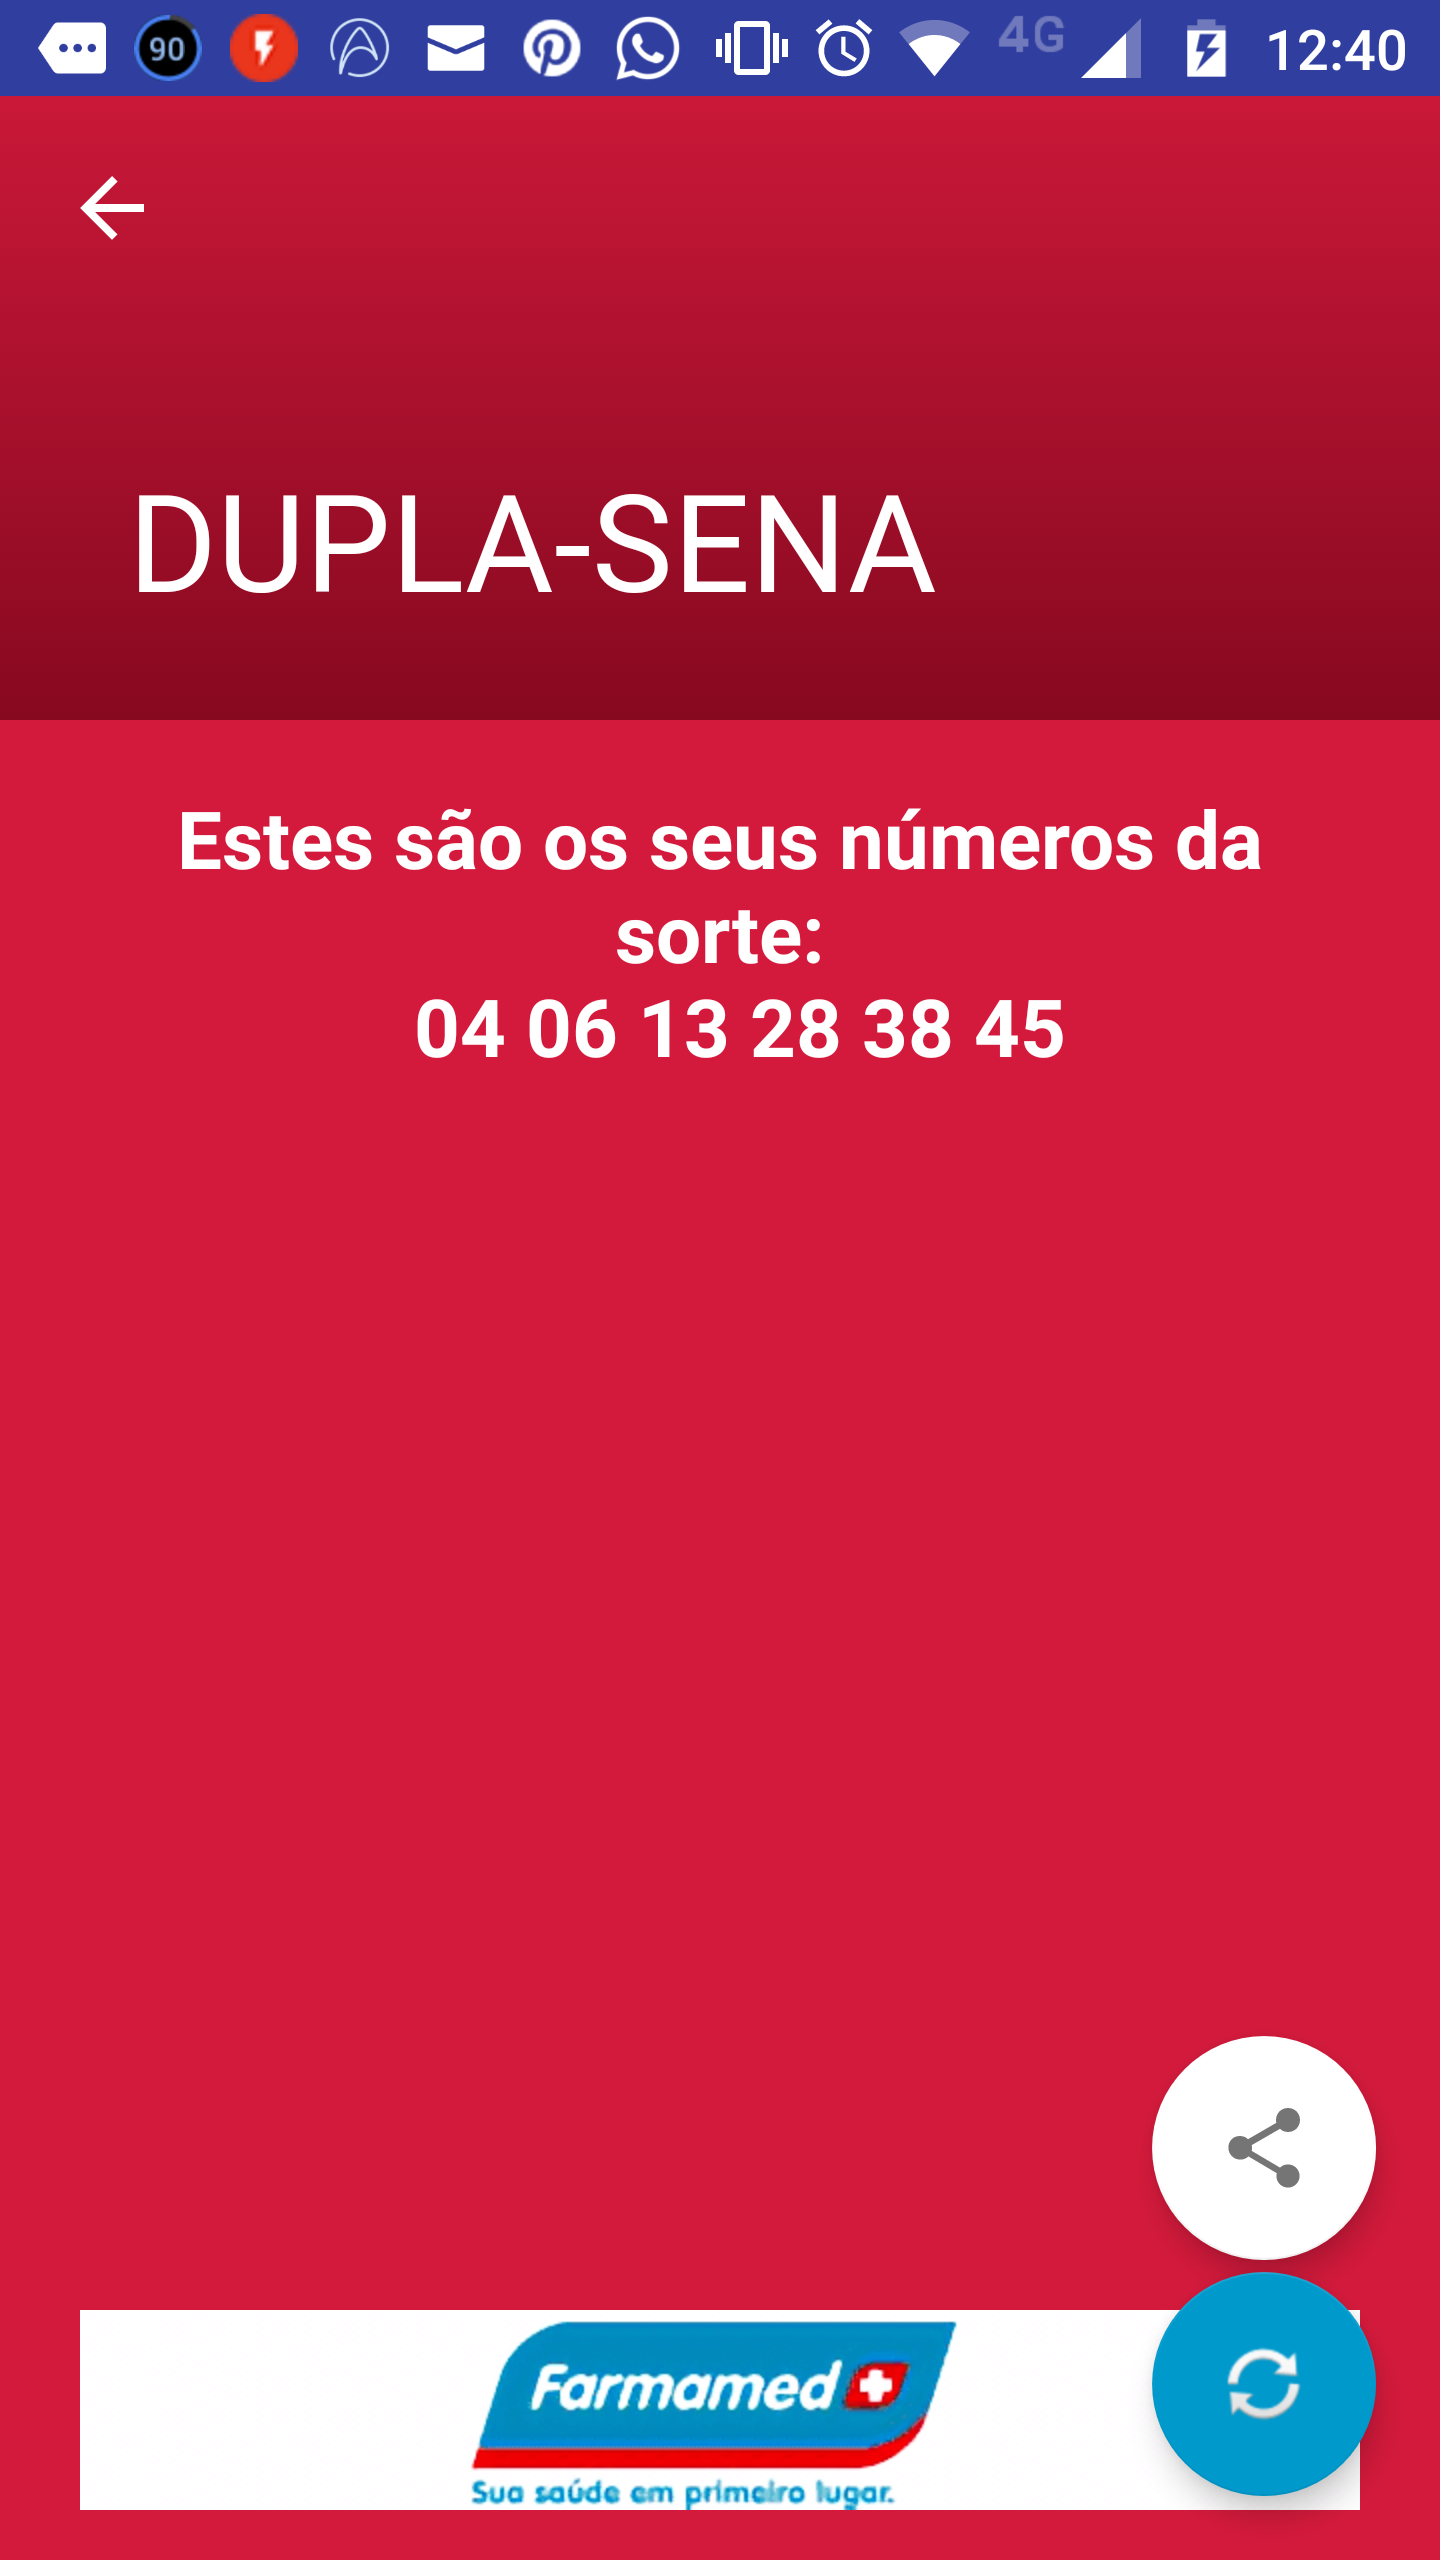 90
4G
12:40
DUPLA-SENA
Estes são os seus números da
sorte:
04 06 13 28 38 45
Farmamed
Sua saúde em primeiro lugar.